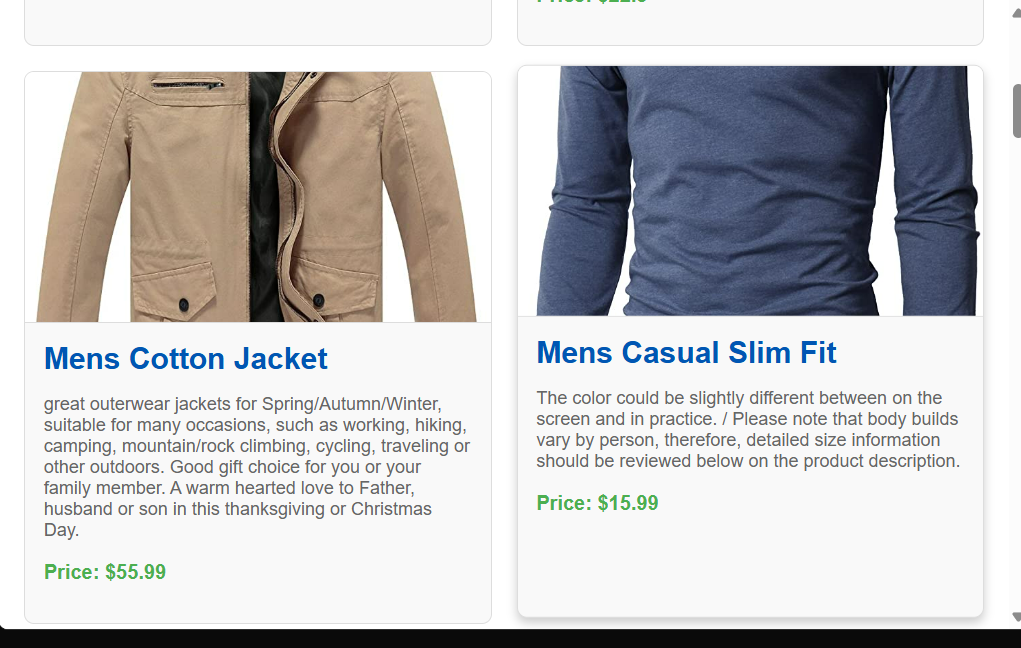 Mens Cotton Jacket
great outerwear jackets for Spring/Autumn/Winter,
suitable for many occasions, such as working, hiking,
camping, mountain/rock climbing, cycling, traveling or
other outdoors. Good gift choice for you or your
family member. A warm hearted love to Father,
husband or son in this thanksgiving or Christmas
Day.
Price: $55.99
Mens Casual Slim Fit
The color could be slightly different between on the
screen and in practice. / Please note that body builds
vary by person, therefore, detailed size information
should be reviewed below on the product description.
Price: $15.99